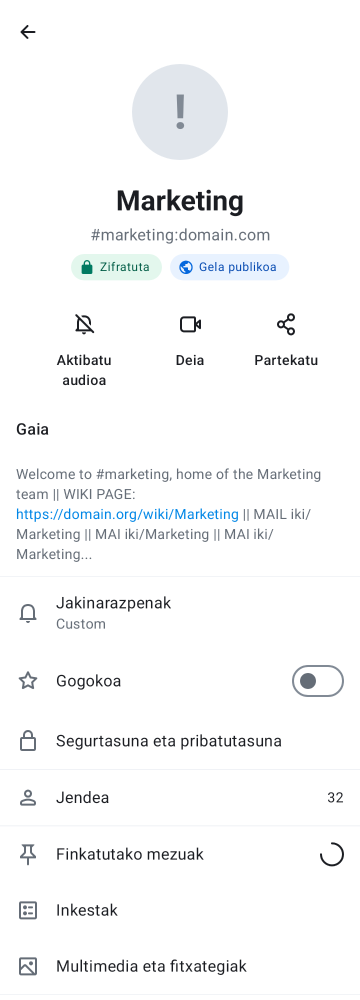 !
Marketing
#marketing:domain.com
Zifratuta Gela publikoa
Aktibatu audioa Deia Partekatu
Gaia
Welcome to #marketing, home of the Marketing
team || WIKI PAGE:
https://domain.org/wiki/Marketing || MAIL iki/
Marketing || MAI iki/Marketing || MAI iki/
Marketing...
Jakinarazpenak
Custom
Gogokoa
Segurtasuna eta pribatutasuna
Jendea 32
Finkatutako mezuak
Inkestak
Multimedia eta fitxategiak